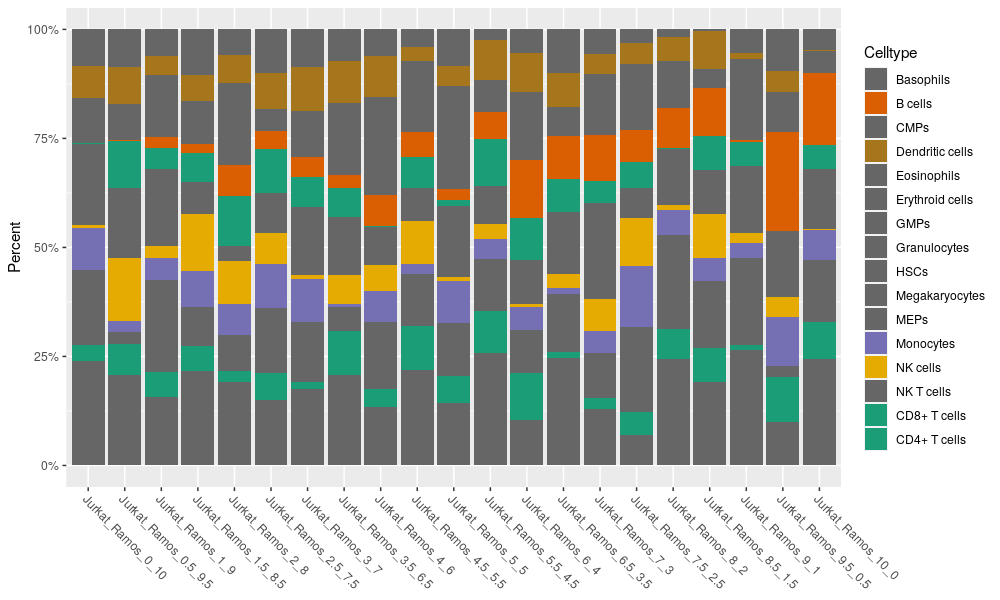 100%
75%
50%
25%
0%
Percent
Jurkat_Ramos_0_10
Jurkat_Ramos_0.5_9.5
Jurkat_Ramos_1_9
Jurkat_Ramos_1.5_8.5
Jurkat_Ramos_2_8
Jurkat_Ramos_2.5_7.5
Jurkat_Ramos_3_7
Jurkat_Ramos_3.5_6.5
Jurkat_Ramos_4_6
Jurkat_Ramos_4.5_5.5
Jurkat_Ramos_5_5
Jurkat_Ramos_5.5_4.5
Jurkat_Ramos_6_4
Jurkat_Ramos_6.5_3.5
Jurkat_Ramos_7_3
Jurkat_Ramos_7.5_2.5
Jurkat_Ramos_8_2
Jurkat_Ramos_8.5_1.5
Jurkat_Ramos_9_1
Jurkat_Ramos_9.5_0.5
Jurkat_Ramos_10_0
Celltype
Basophils
B cells
CMPs
Dendritic cells
Eosinophils
Erythroid cells
GMPs
Granulocytes
HSCs
Megakaryocytes
MEPs
Monocytes
NK cells
NK T cells
CD8+ T cells
CD4+ T cells